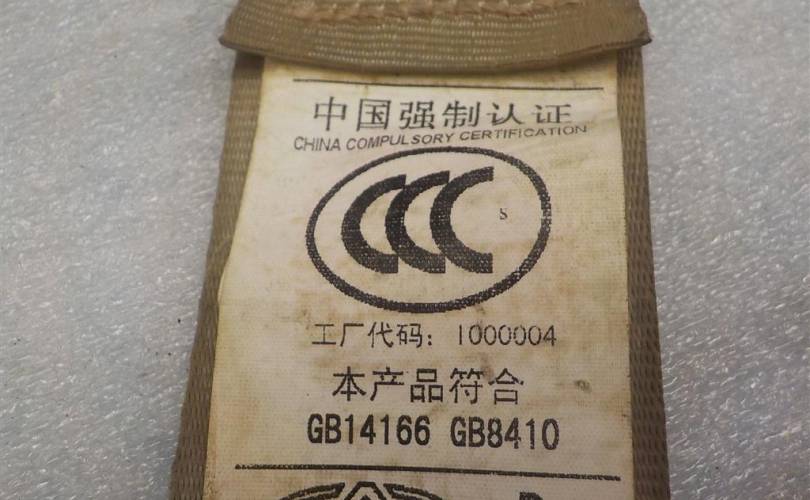 中国强制认证
CHINA COMPULSORY CERTIFICATION
CCC S
工厂代码：1000004
本产品符合
GB14166 GB8410